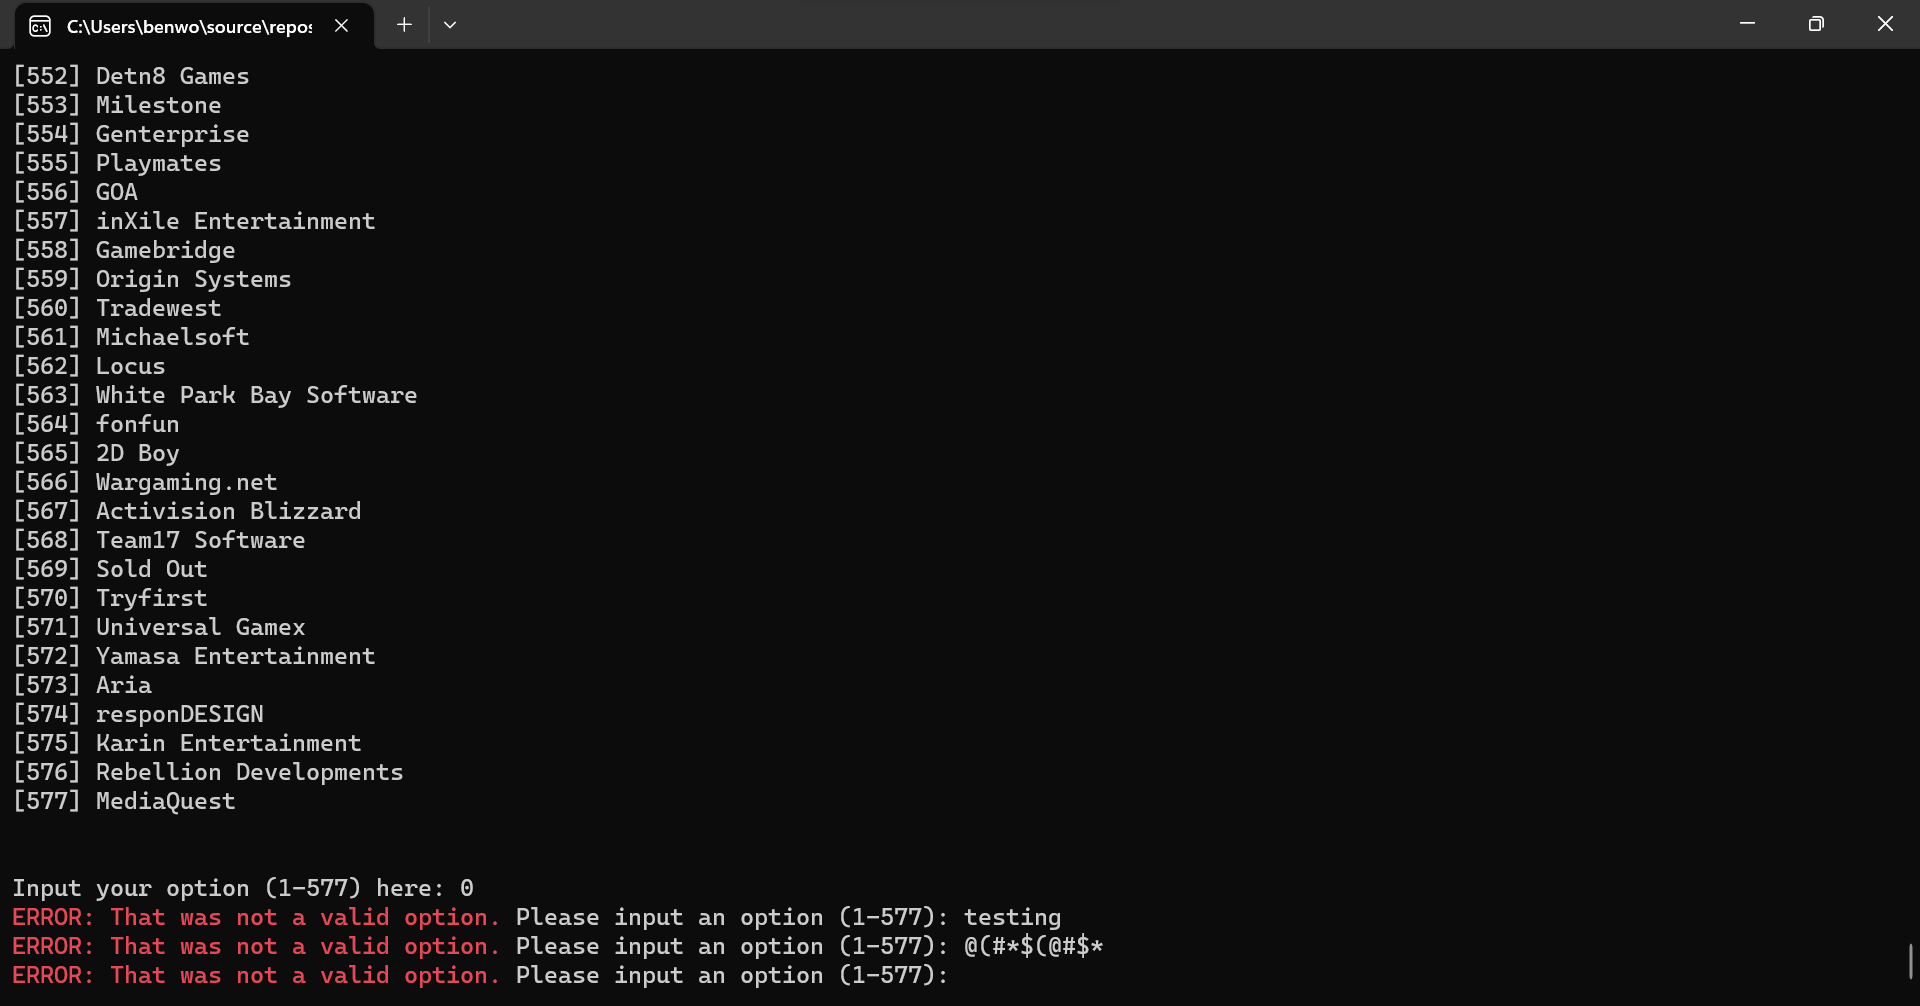 C:\Users\benwo\source\repos
[552] Detn8 Games
[553] Milestone
[554] Genterprise
[555] Playmates
[556] GOA
[557] inXile Entertainment
[558] Gamebridge
[559] Origin Systems
[560] Tradewest
[561] Michaelsoft
[562] Locus
[563] White Park Bay Software
[564] fonfun
[565] 2D Boy
[566] Wargaming.net
[567] Activision Blizzard
[568] Team17 Software
[569] Sold Out
[570] Tryfirst
[571] Universal Gamex
[572] Yamasa Entertainment
[573] Aria
[574] responDESIGN
[575] Karin Entertainment
[576] Rebellion Developments
[577] MediaQuest
Input your option (1-577) here: 0
ERROR: That was not a valid option. Please input an option (1-577): testing
ERROR: That was not a valid option. Please input an option (1-577): @(#*$(@#$*
ERROR: That was not a valid option. Please input an option (1-577):